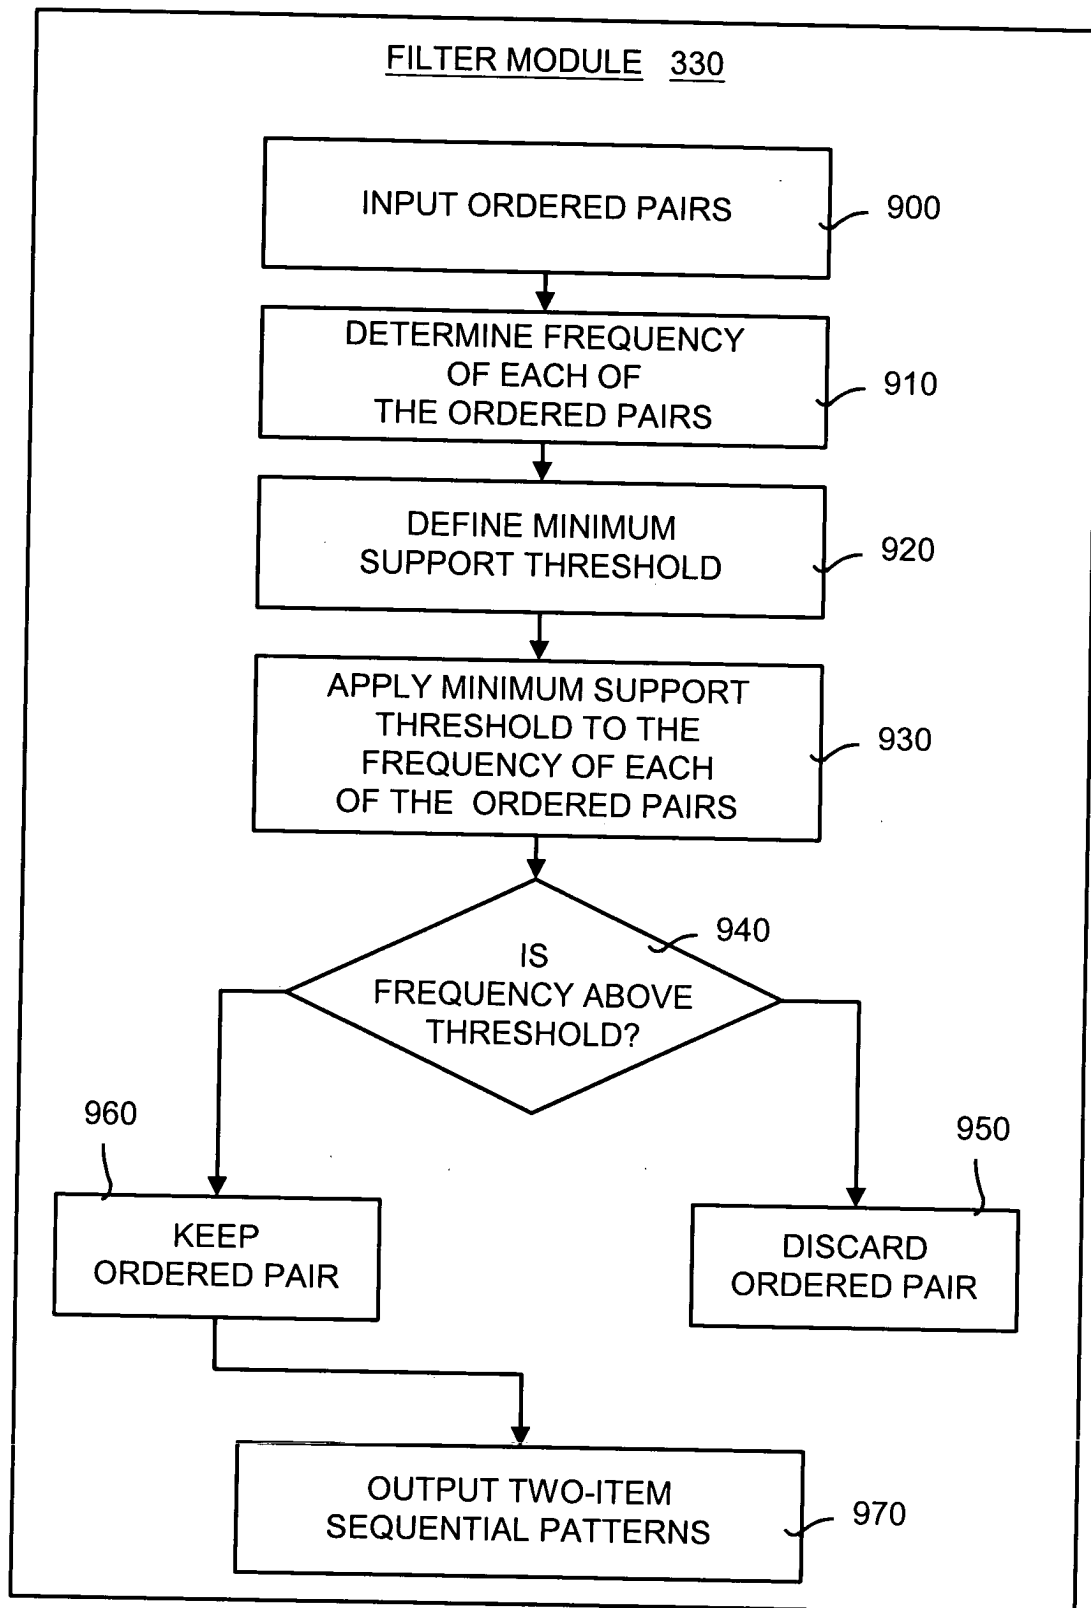 FILTER MODULE 330
INPUT ORDERED PAIRS
900
DETERMINE FREQUENCY
OF EACH OF
THE ORDERED PAIRS
910
DEFINE MINIMUM
SUPPORT THRESHOLD
920
APPLY MINIMUM SUPPORT
THRESHOLD TO THE
FREQUENCY OF EACH
OF THE ORDERED PAIRS
930
940
IS
FREQUENCY ABOVE
THRESHOLD?
960
950
KEEP
ORDERED PAIR
DISCARD
ORDERED PAIR
OUTPUT TWO-ITEM
SEQUENTIAL PATTERNS
970